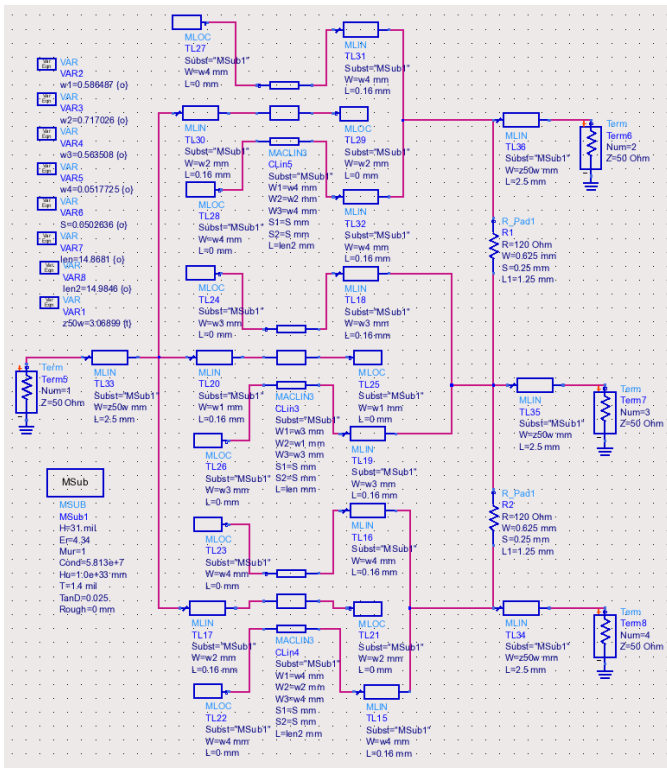 MLOC
TL27
Subst="MSub1"
W=w4 mm
L=0 mm
MLIN
TL31
Subst="MSub1"
W=w4 mm
L=0.16 mm
Var
Eqn
VAR
VAR2
w1=0.586487 {o}
Var
Eqn
VAR
VAR3
w2=0.717026 {o}
Var
Eqn
VAR
VAR4
w3=0.563508 {o}
Var
Eqn
VAR
VAR5
w4=0.0517725 {o}
Var
Eqn
VAR
VAR6
S=0.0502636 {o}
Var
Eqn
VAR
VAR7
len=14.8681 {o}
Var
Eqn
VAR
VAR8
len2=14.9846 {o}
Var
Eqn
VAR
VAR1
z50w=3.06899 {t}
MLIN
TL30
Subst="MSub1"
W=w2 mm
L=0.16 mm
MLOC
TL29
Subst="MSub1"
W=w2 mm
L=0 mm
MACLIN3
CLin5
Subst="MSub1"
W1=w4 mm
W2=w2 mm
W3=w4 mm
S1=S mm
S2=S mm
L=len2 mm
MLOC
TL28
Subst="MSub1"
W=w4 mm
L=0 mm
MLIN
TL32
Subst="MSub1"
W=w4 mm
L=0.16 mm
MLIN
TL36
Subst="MSub1"
W=z50w mm
L=2.5 mm
Term
Term6
Num=2
Z=50 Ohm
R_Pad1
R1
R=120 Ohm
W=0.625 mm
S=0.25 mm
L1=1.25 mm
MLOC
TL24
Subst="MSub1"
W=w3 mm
L=0 mm
MLIN
TL18
Subst="MSub1"
W=w3 mm
L=0.16 mm
Term
Term5
Num=1
Z=50 Ohm
MLIN
TL33
Subst="MSub1"
W=z50w mm
L=2.5 mm
MLIN
TL20
Subst="MSub1"
W=w1 mm
L=0.16 mm
MLOC
TL25
Subst="MSub1"
W=w1 mm
L=0 mm
MACLIN3
CLin3
Subst="MSub1"
W1=w3 mm
W2=w1 mm
W3=w3 mm
S1=S mm
S2=S mm
L=len mm
MLOC
TL26
Subst="MSub1"
W=w3 mm
L=0 mm
MLIN
TL19
Subst="MSub1"
W=w3 mm
L=0.16 mm
MLIN
TL35
Subst="MSub1"
W=z50w mm
L=2.5 mm
Term
Term7
Num=3
Z=50 Ohm
MSub
MSUB
MSub1
H=31 mil
Er=4.34
Mur=1
Cond=5.813e+7
Hu=1.0e+33 mm
T=1.4 mil
TanD=0.025
Rough=0 mm
R_Pad1
R2
R=120 Ohm
W=0.625 mm
S=0.25 mm
L1=1.25 mm
MLOC
TL23
Subst="MSub1"
W=w4 mm
L=0 mm
MLIN
TL16
Subst="MSub1"
W=w4 mm
L=0.16 mm
MLIN
TL17
Subst="MSub1"
W=w2 mm
L=0.16 mm
MLOC
TL21
Subst="MSub1"
W=w2 mm
L=0 mm
MACLIN3
CLin4
Subst="MSub1"
W1=w4 mm
W2=w2 mm
W3=w4 mm
S1=S mm
S2=S mm
L=len2 mm
MLOC
TL22
Subst="MSub1"
W=w4 mm
L=0 mm
MLIN
TL15
Subst="MSub1"
W=w4 mm
L=0.16 mm
MLIN
TL34
Subst="MSub1"
W=z50w mm
L=2.5 mm
Term
Term8
Num=4
Z=50 Ohm